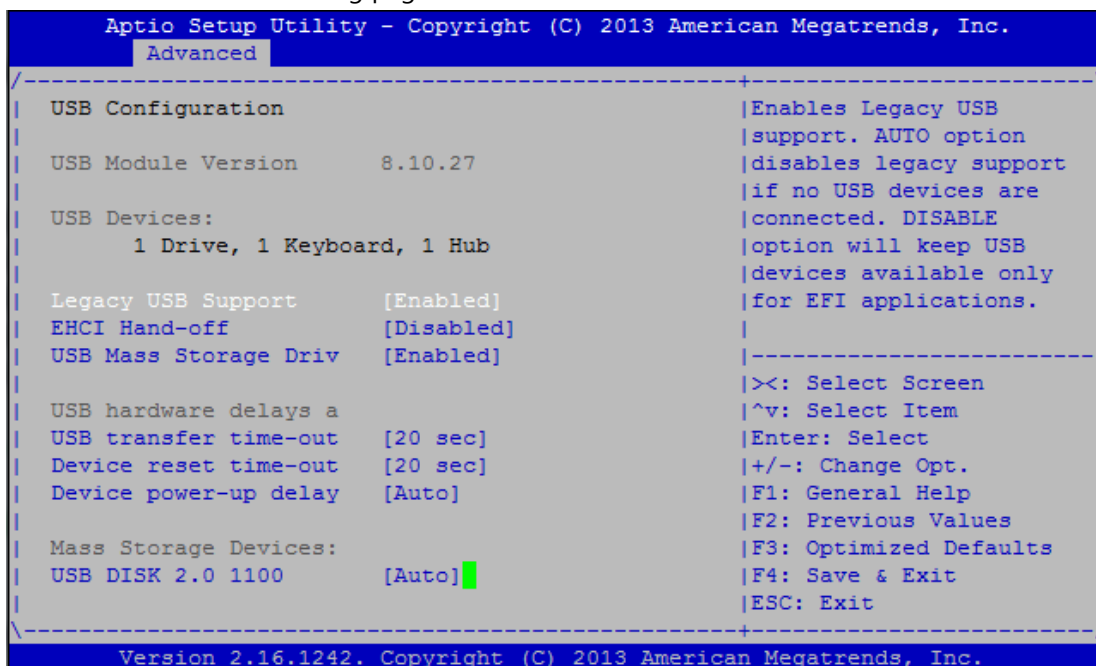 Aptio Setup Utility – Copyright (C) 2013 American Megatrends, Inc.
Advanced
USB Configuration
USB Module Version 8.10.27
USB Devices:
1 Drive, 1 Keyboard, 1 Hub
Legacy USB Support [Enabled]
EHCI Hand-off [Disabled]
USB Mass Storage Driv [Enabled]
USB hardware delays a
USB transfer time-out [20 sec]
Device reset time-out [20 sec]
Device power-up delay [Auto]
Mass Storage Devices:
USB DISK 2.0 1100 [Auto]
Enables Legacy USB
support. AUTO option
disables legacy support
if no USB devices are
connected. DISABLE
option will keep USB
devices available only
for EFI applications.
><: Select Screen
^v: Select Item
Enter: Select
+/-: Change Opt.
F1: General Help
F2: Previous Values
F3: Optimized Defaults
F4: Save & Exit
ESC: Exit
Version 2.16.1242. Copyright (C) 2013 American Megatrends, Inc.